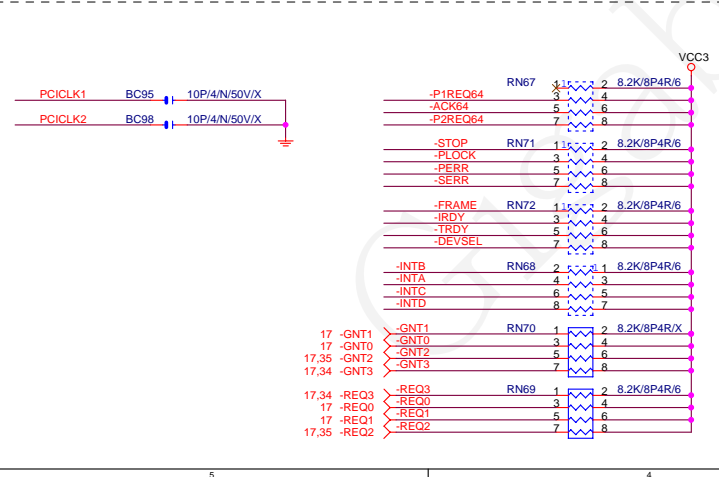 VCC3
PCICLK1 BC95 10P/4/N/50V/X
PCICLK2 BC98 10P/4/N/50V/X
RN67 1 1 2 8.2K/8P4R/6
-P1REQ64 3 4
-ACK64 5 6
-P2REQ64 7 8
-STOP RN71 1 1 2 8.2K/8P4R/6
-PLOCK 3 4
-PERR 5 6
-SERR 7 8
-FRAME RN72 1 1 2 8.2K/8P4R/6
-IRDY 3 4
-TRDY 5 6
-DEVSEL 7 8
-INTB RN68 2 1 1 8.2K/8P4R/6
-INTA 4 3
-INTC 6 5
-INTD 8 7
17 -GNT1 -GNT1 RN70 1 2 8.2K/8P4R/X
17 -GNT0 -GNT0 3 4
17,35 -GNT2 -GNT2 5 6
17,34 -GNT3 -GNT3 7 8
17,34 -REQ3 -REQ3 RN69 1 2 8.2K/8P4R/6
17 -REQ0 -REQ0 3 4
17 -REQ1 -REQ1 5 6
17,35 -REQ2 -REQ2 7 8
5 4